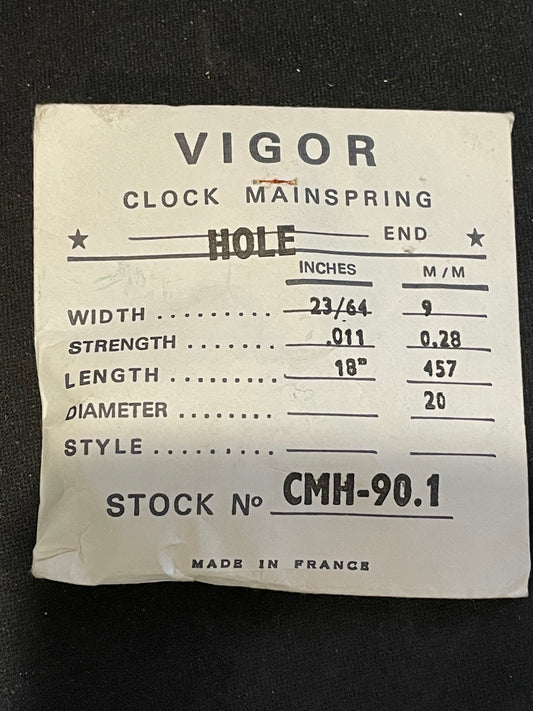 VIGOR
CLOCK MAINSPRING
★ HOLE END ★
INCHES M/M
WIDTH .......... 23/64 9
STRENGTH ....... .011 0.28
LENGTH ......... 18" 457
DIAMETER ........ 20
STYLE ..........
STOCK Nº CMH-90.1
MADE IN FRANCE